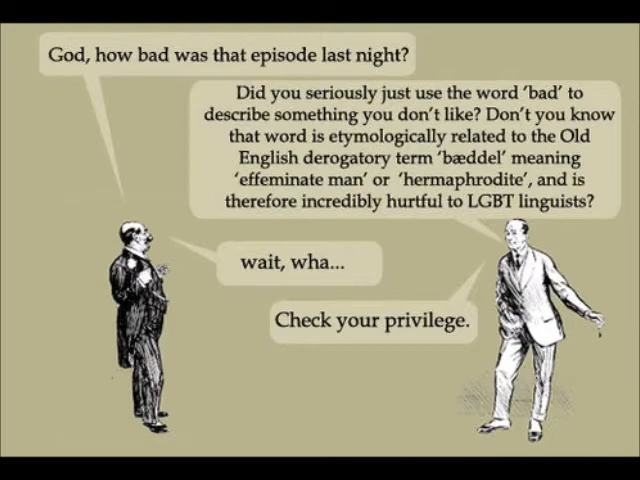 God, how bad was that episode last night?
Did you seriously just use the word ‘bad’ to
describe something you don’t like? Don’t you know
that word is etymologically related to the Old
English derogatory term ‘bæddel’ meaning
‘effeminate man’ or ‘hermaphrodite’, and is
therefore incredibly hurtful to LGBT linguists?
wait, wha...
Check your privilege.